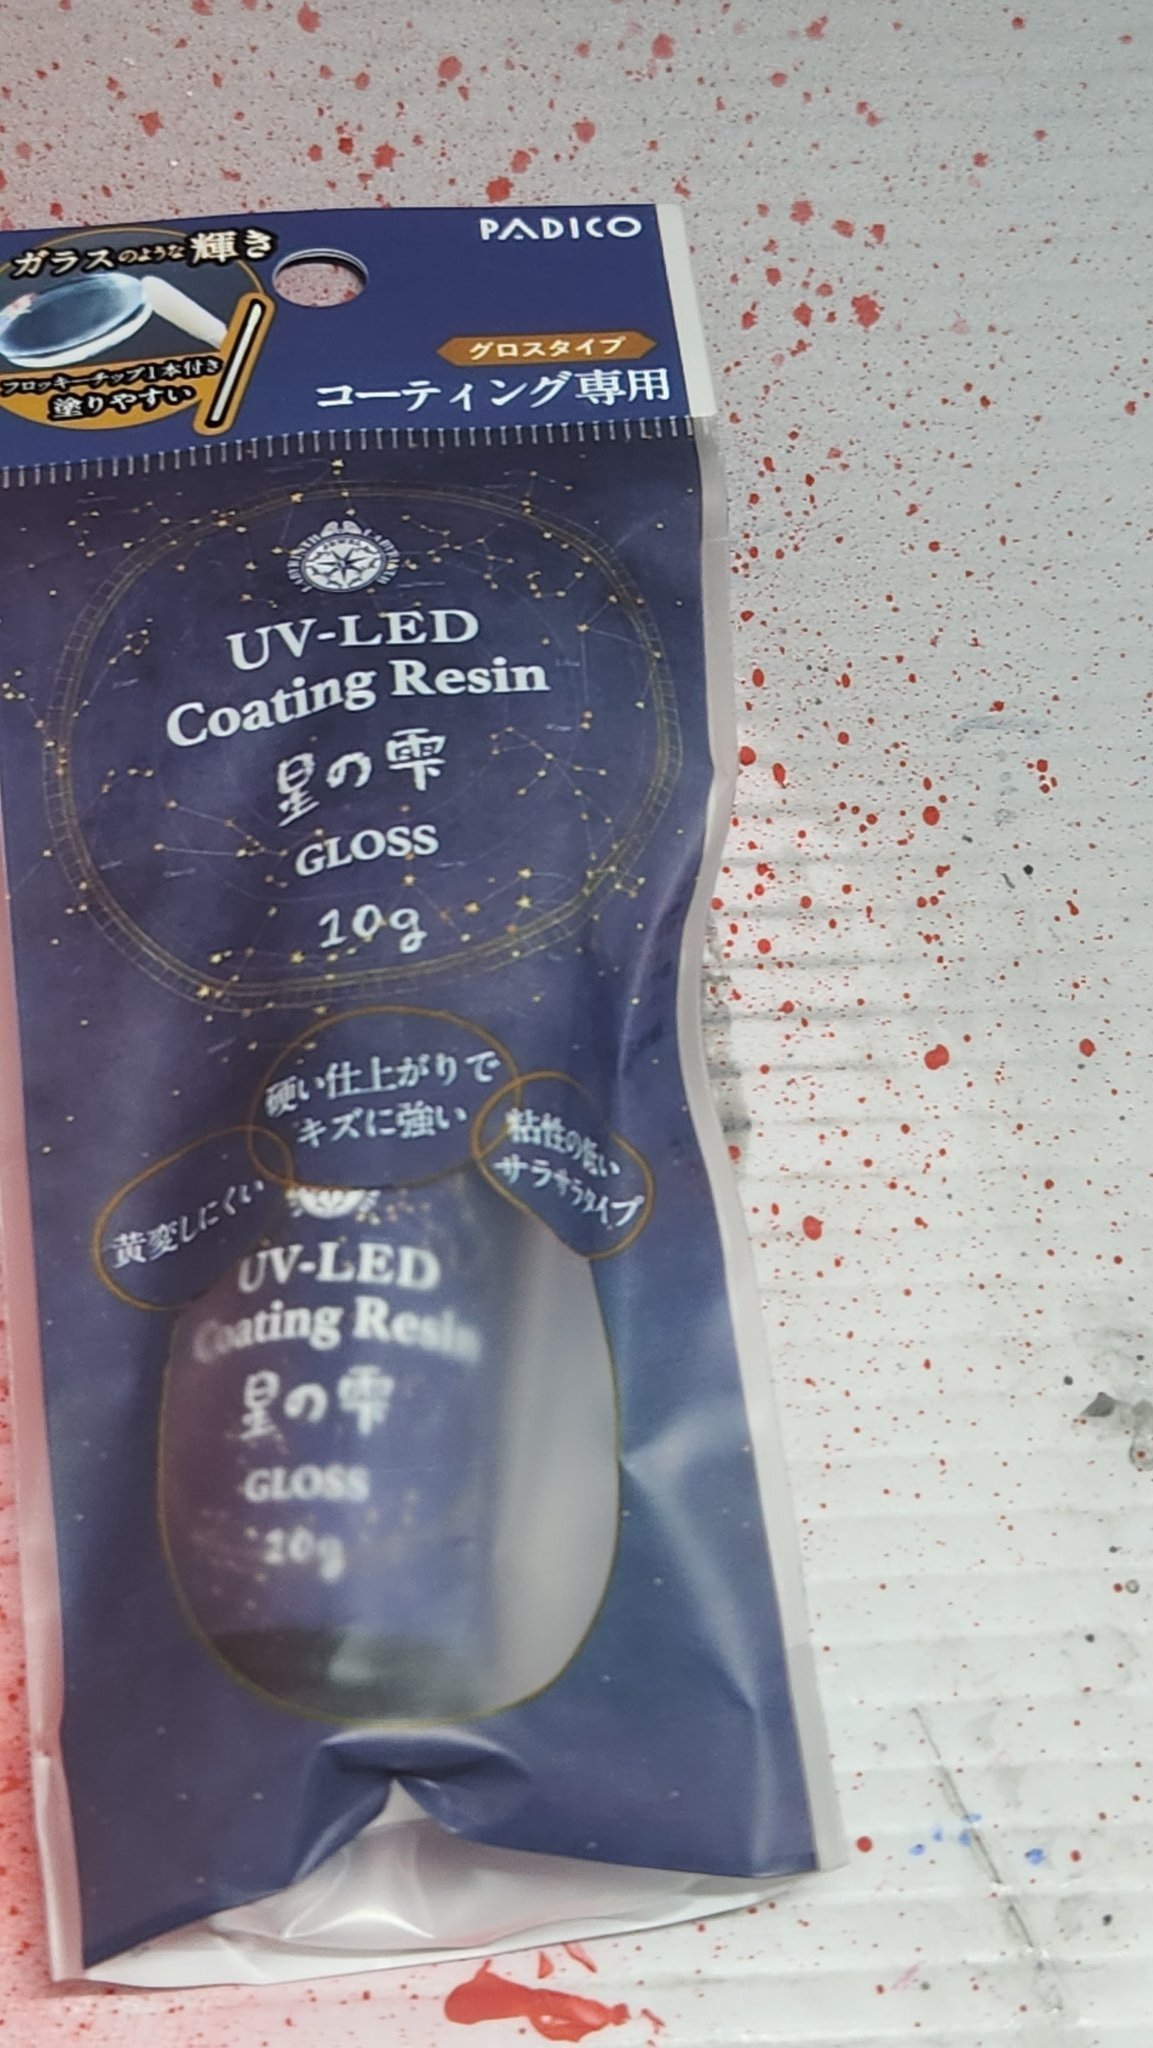 PADICO
ガラスのような輝き
フロッキーチップ1本付き
塗りやすい
グロスタイプ
コーティング専用
UV-LED
Coating Resin
星の雫
GLOSS
10g
硬い仕上がりで
キズに強い
粘性の低い
サラサラタイプ
黄変しにくい
UV-LED
Coating Resin
星の雫
GLOSS
10g